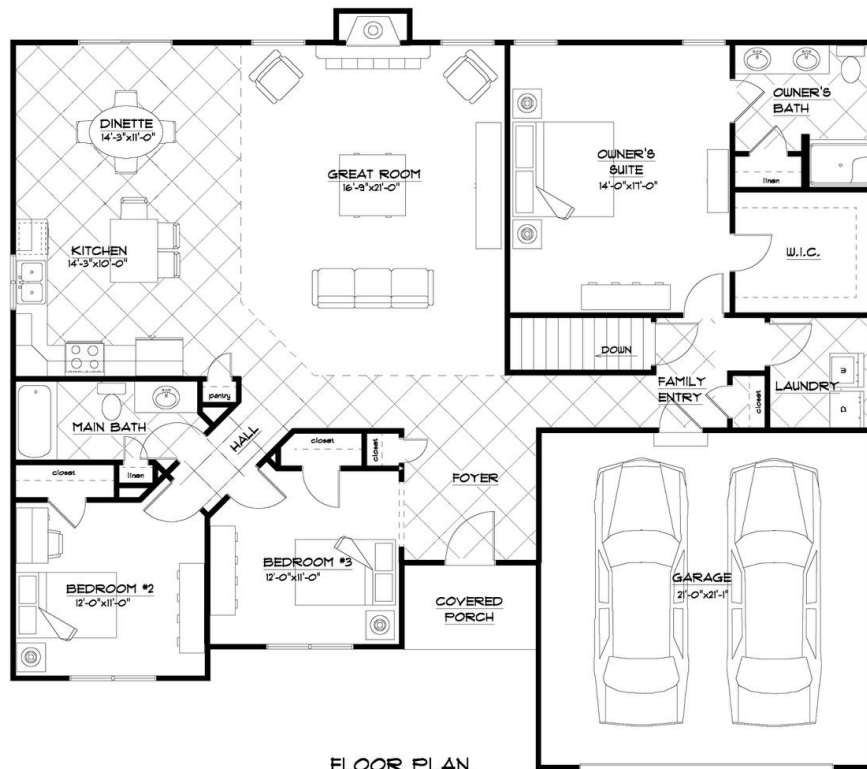 OWNER'S
BATH
DINETTE
14'-3"x11'-0"
OWNER'S
SUITE
14'-0"x17'-0"
GREAT ROOM
16'-9"x21'-0"
linen
KITCHEN
14'-3"x10'-0"
W.I.C.
DOWN
FAMILY
ENTRY
LAUNDRY
W
D
closet
pantry
MAIN BATH
HALL
closet
closet
closet
linen
FOYER
BEDROOM #2
12'-0"x11'-0"
BEDROOM #3
12'-0"x11'-0"
COVERED
PORCH
GARAGE
21'-0"x21'-1"
FLOOR PLAN